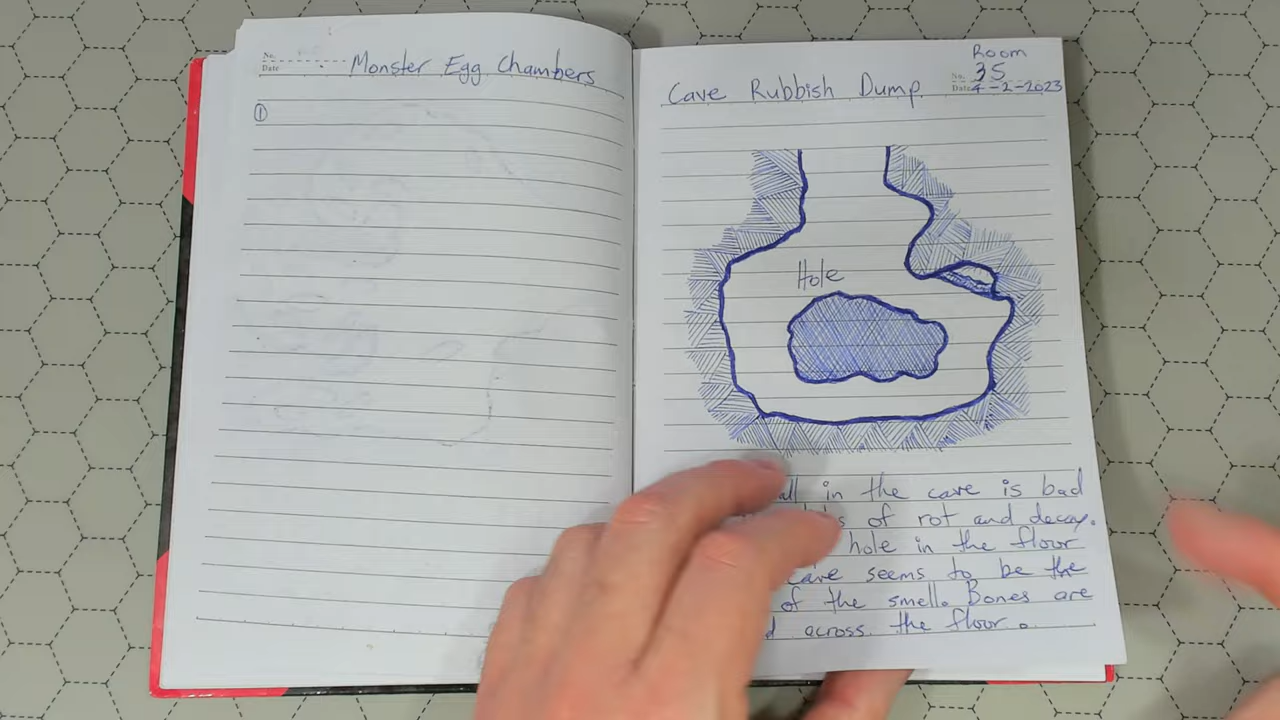 No.
Date
Monster Egg Chambers
①
Room
No. 35
Date 4-2-2023
Cave Rubbish Dump
Hole
in the cave is bad
of rot and decay.
hole in the floor
cave seems to be the
of the smell. Bones are
across the floor.